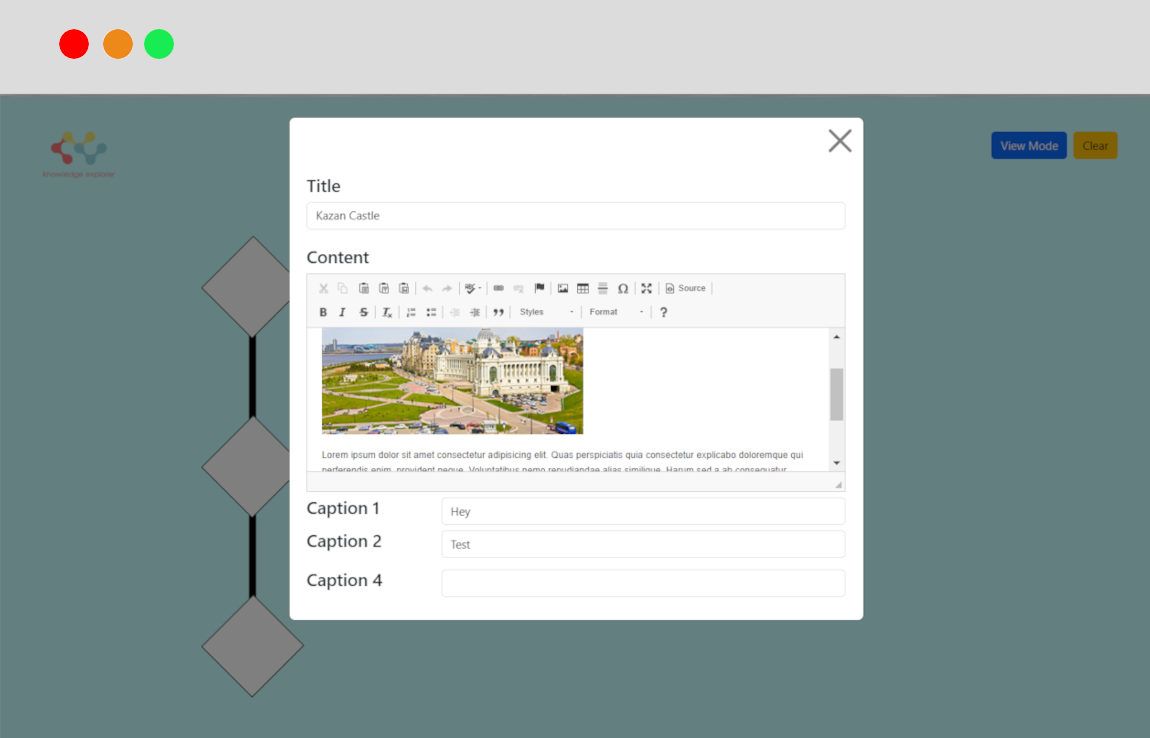 knowledge explorer
View Mode
Clear
Title
Kazan Castle
Content
Source
B I S Tx Styles Format ?
Lorem ipsum dolor sit amet consectetur adipisicing elit. Quas perspiciatis quia consectetur explicabo doloremque qui
perferendis enim, provident neque. Voluptatibus nemo repudiandae alias similique. Harum sed a ab consequatur
Caption 1
Hey
Caption 2
Test
Caption 4